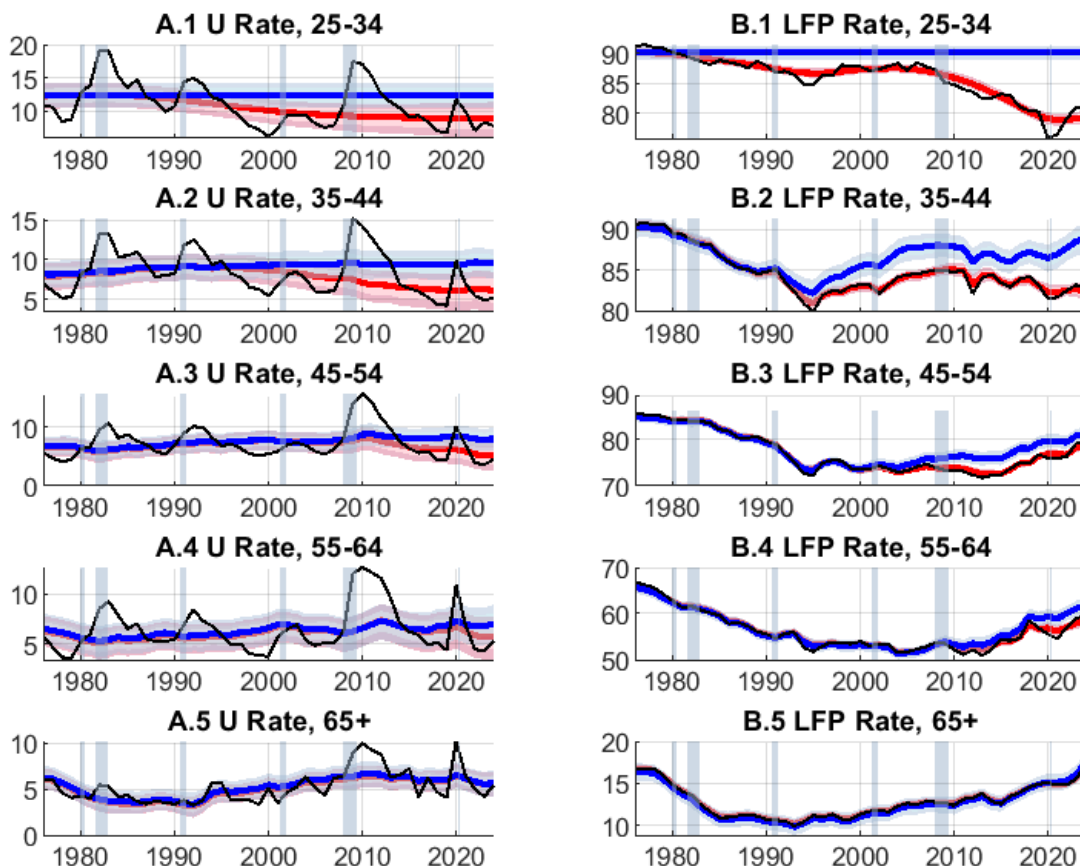 A.1 U Rate, 25-34
20
15
10
1980 1990 2000 2010 2020
B.1 LFP Rate, 25-34
90
85
80
1980 1990 2000 2010 2020
A.2 U Rate, 35-44
15
10
5
1980 1990 2000 2010 2020
B.2 LFP Rate, 35-44
90
85
80
1980 1990 2000 2010 2020
A.3 U Rate, 45-54
10
0
1980 1990 2000 2010 2020
B.3 LFP Rate, 45-54
90
80
70
1980 1990 2000 2010 2020
A.4 U Rate, 55-64
10
5
1980 1990 2000 2010 2020
B.4 LFP Rate, 55-64
70
60
50
1980 1990 2000 2010 2020
A.5 U Rate, 65+
10
5
0
1980 1990 2000 2010 2020
B.5 LFP Rate, 65+
20
15
10
1980 1990 2000 2010 2020